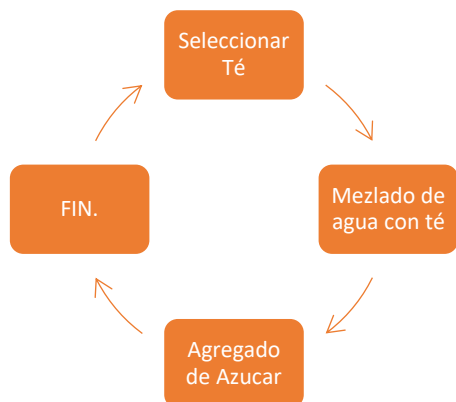 Seleccionar
Té
Mezlado de
agua con té
Agregado
de Azucar
FIN.